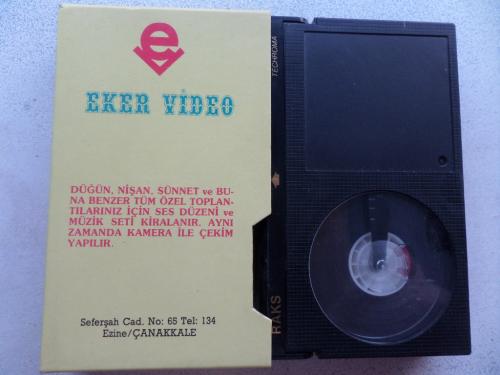 e
EKER VİDEO
DÜĞÜN, NİŞAN, SÜNNET ve BU-
NA BENZER TÜM ÖZEL TOPLAN-
TILARINIZ İÇİN SES DÜZENİ ve
MÜZİK SETİ KİRALANIR. AYNI
ZAMANDA KAMERA İLE ÇEKİM
YAPILIR.
Seferşah Cad. No: 65 Tel: 134
Ezine/ÇANAKKALE
TECHROMA
RAKS